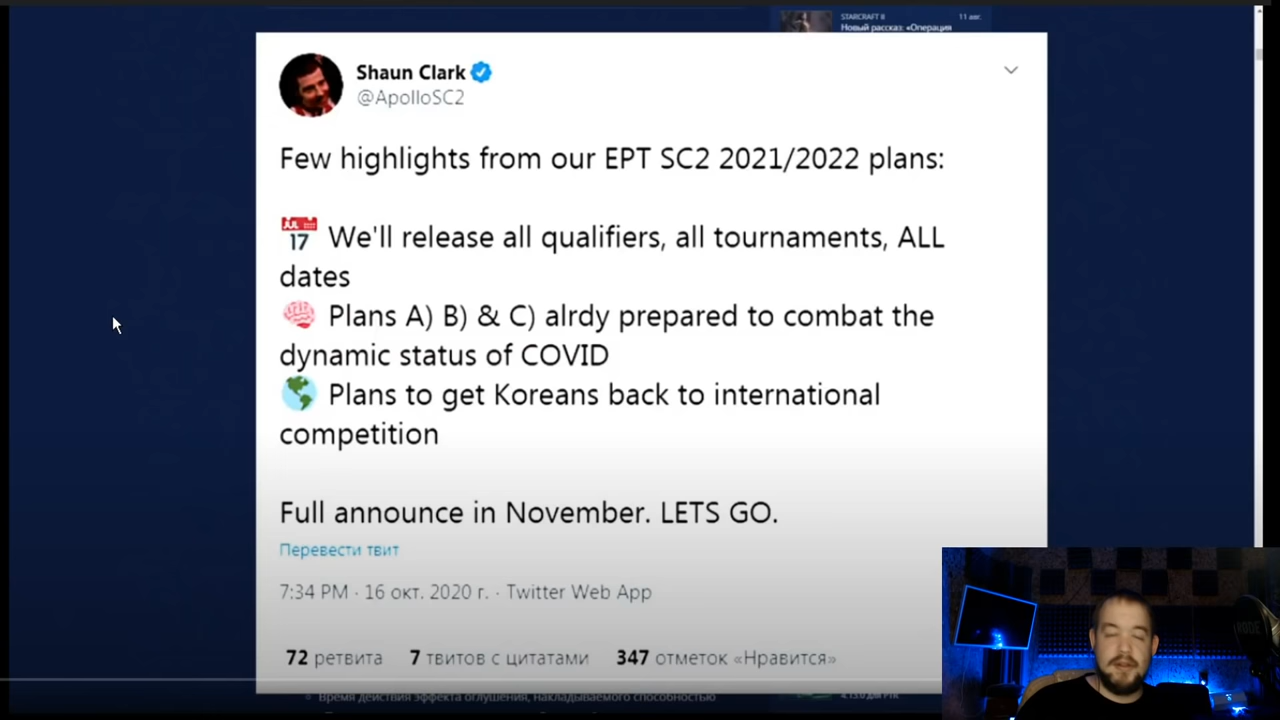 STARCRAFT II
11 авг.
Новый рассказ: «Операция
Shaun Clark
@ApolloSC2
Few highlights from our EPT SC2 2021/2022 plans:
JUL
17
We'll release all qualifiers, all tournaments, ALL
dates
Plans A) B) & C) alrdy prepared to combat the
dynamic status of COVID
Plans to get Koreans back to international
competition
Full announce in November. LETS GO.
Перевести твит
7:34 PM · 16 окт. 2020 г. · Twitter Web App
72 ретвита 7 твитов с цитатами 347 отметок «Нравится»
Время действия эффекта оглушения, накладываемого способностью
RODE